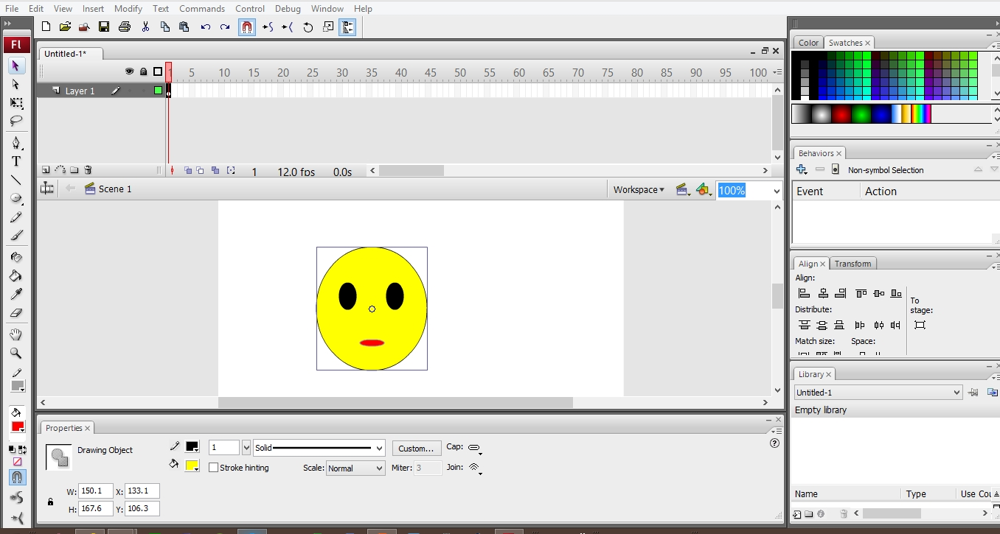 File Edit View Insert Modify Text Commands Control Debug Window Help
Fl
Untitled-1*
1 5 10 15 20 25 30 35 40 45 50 55 60 65 70 75 80 85 90 95 100
Layer 1
1 12.0 fps 0.0s
Scene 1 Workspace 100%
T
Properties
Drawing Object
1 Solid Custom... Cap:
Stroke hinting Scale: Normal Miter: 3 Join:
W: 150.1 X: 133.1
H: 167.6 Y: 106.3
Color Swatches
Behaviors
Non-symbol Selection
Event Action
Align Transform
Align:
To
stage:
Distribute:
Match size: Space:
Library
Untitled-1
Empty library
Name Type Use Cou